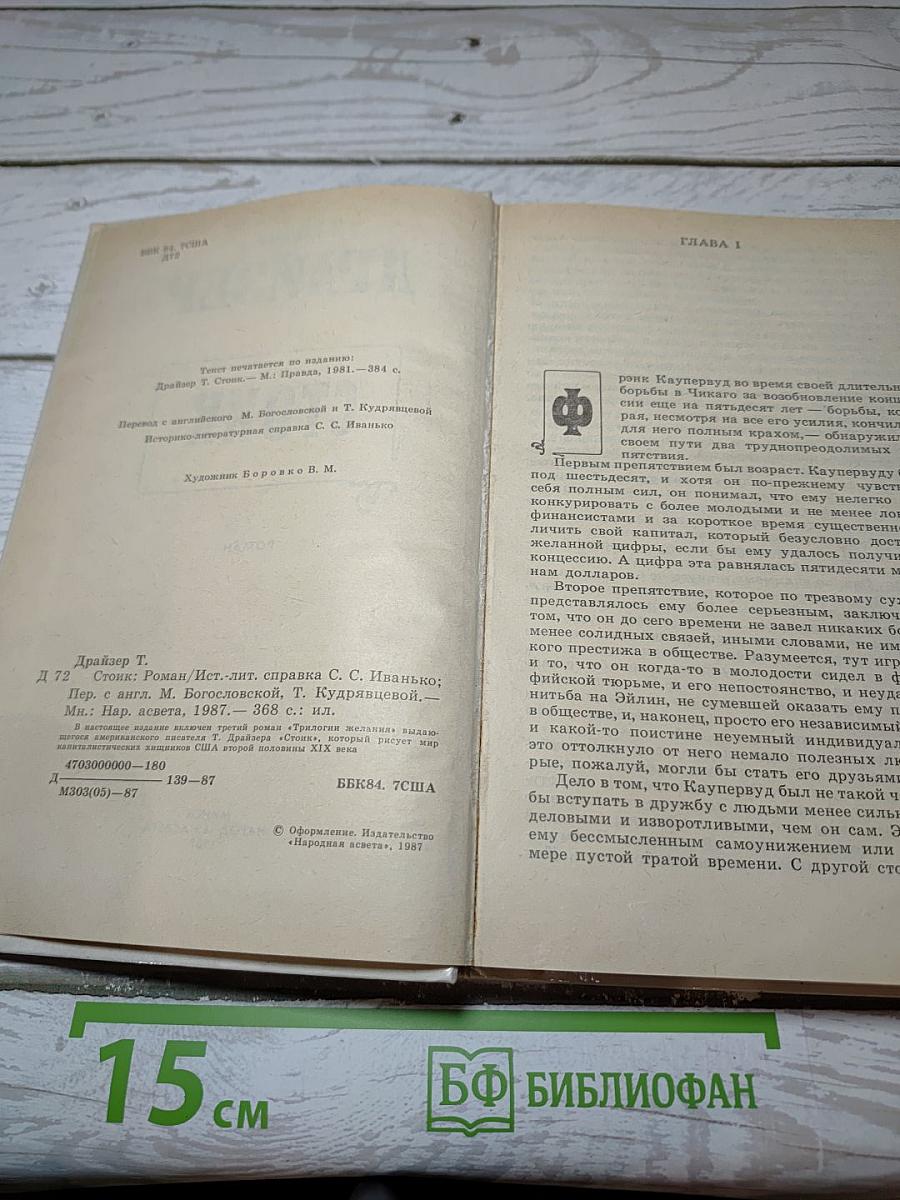 ББК 84. 7США
Д72
Текст печатается по изданию:
Драйзер Т. Стоик.— М.: Правда, 1981.—384 с.
Перевод с английского М. Богословской и Т. Кудрявцевой
Историко-литературная справка С. С. Иванько
Художник Боровко В. М.
Драйзер Т.
Д 72 Стоик: Роман/Ист.-лит. справка С. С. Иванько;
Пер. с англ. М. Богословской, Т. Кудрявцевой.—
Мн.: Нар. асвета, 1987.— 368 с.: ил.
В настоящее издание включен третий роман «Трилогии желания» выдаю-
щегося американского писателя Т. Драйзера «Стоик», который рисует мир
капиталистических хищников США второй половины XIX века
4703000000—180
Д 139—87
М303(05)—87
ББК84. 7США
© Оформление. Издательство
«Народная асвета», 1987
ГЛАВА 1
Ф
рэнк Каупервуд во время своей длительн
борьбы в Чикаго за возобновление конц
сии еще на пятьдесят лет — борьбы, ко
рая, несмотря на все его усилия, кончил
для него полным крахом,— обнаружил
своем пути два труднопреодолимых
пятствия.
Первым препятствием был возраст. Каупервуду б
под шестьдесят, и хотя он по-прежнему чувст
себя полным сил, он понимал, что ему нелегко
конкурировать с более молодыми и не менее лов
финансистами и за короткое время существенн
личить свой капитал, который безусловно дост
желанной цифры, если бы ему удалось получи
концессию. А цифра эта равнялась пятидесяти м
нам долларов.
Второе препятствие, которое по трезвому суж
представлялось ему более серьезным, заключ
том, что он до сего времени не завел никаких бо
менее солидных связей, иными словами, не им
кого престижа в обществе. Разумеется, тут игр
и то, что он когда-то в молодости сидел в ф
фийской тюрьме, и его непостоянство, и неуда
нитьба на Эйлин, не сумевшей оказать ему п
в обществе, и, наконец, просто его независимый
и какой-то поистине неуемный индивидуал
это оттолкнуло от него немало полезных лю
рые, пожалуй, могли бы стать его друзьями
Дело в том, что Каупервуд был не такой ч
бы вступать в дружбу с людьми менее силь
деловыми и изворотливыми, чем он сам. Э
ему бессмысленным самоунижением или
мере пустой тратой времени. С другой сто
15 см
БФ БИБЛИОФАН